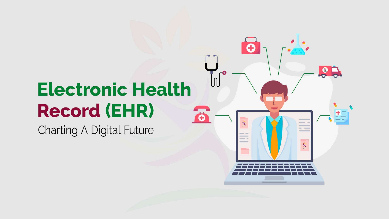 Electronic Health
Record (EHR)
Charting A Digital Future